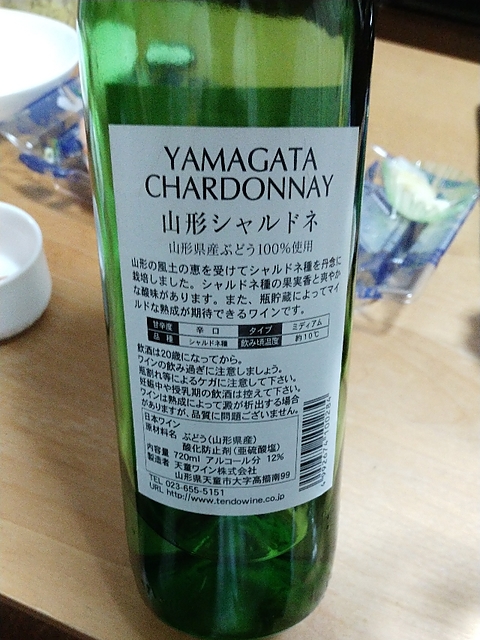 YAMAGATA
CHARDONNAY
山形シャルドネ
山形県産ぶどう100%使用
山形の風土の恵を受けてシャルドネ種を丹念に
栽培しました。シャルドネ種の果実香と爽やか
な酸味があります。また、瓶貯蔵によってマイ
ルドな熟成が期待できるワインです。
甘辛度 辛口 タイプ ミディアム
品種 シャルドネ種 飲み頃温度 約10℃
飲酒は20歳になってから。
ワインの飲み過ぎに注意しましょう。
瓶割れ等によるケガに注意して下さい。
妊娠中や授乳期の飲酒は控えて下さい。
ワインは熟成によって澱が析出する場合
がありますが、品質に問題ございません。
日本ワイン
原材料名 ぶどう(山形県産)
酸化防止剤(亜硫酸塩)
内容量 720ml アルコール分 12%
製造者 天童ワイン株式会社
山形県天童市大字高擶南99
TEL 023-655-5151
URL http://www.tendowine.co.jp